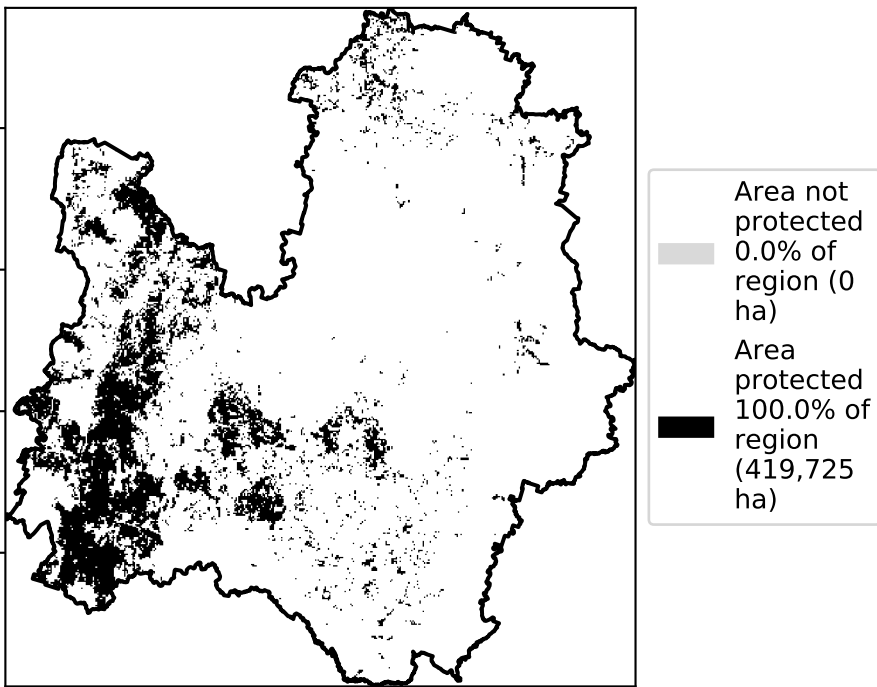 Area not
protected
0.0% of
region (0
ha)
Area
protected
100.0% of
region
(419,725
ha)